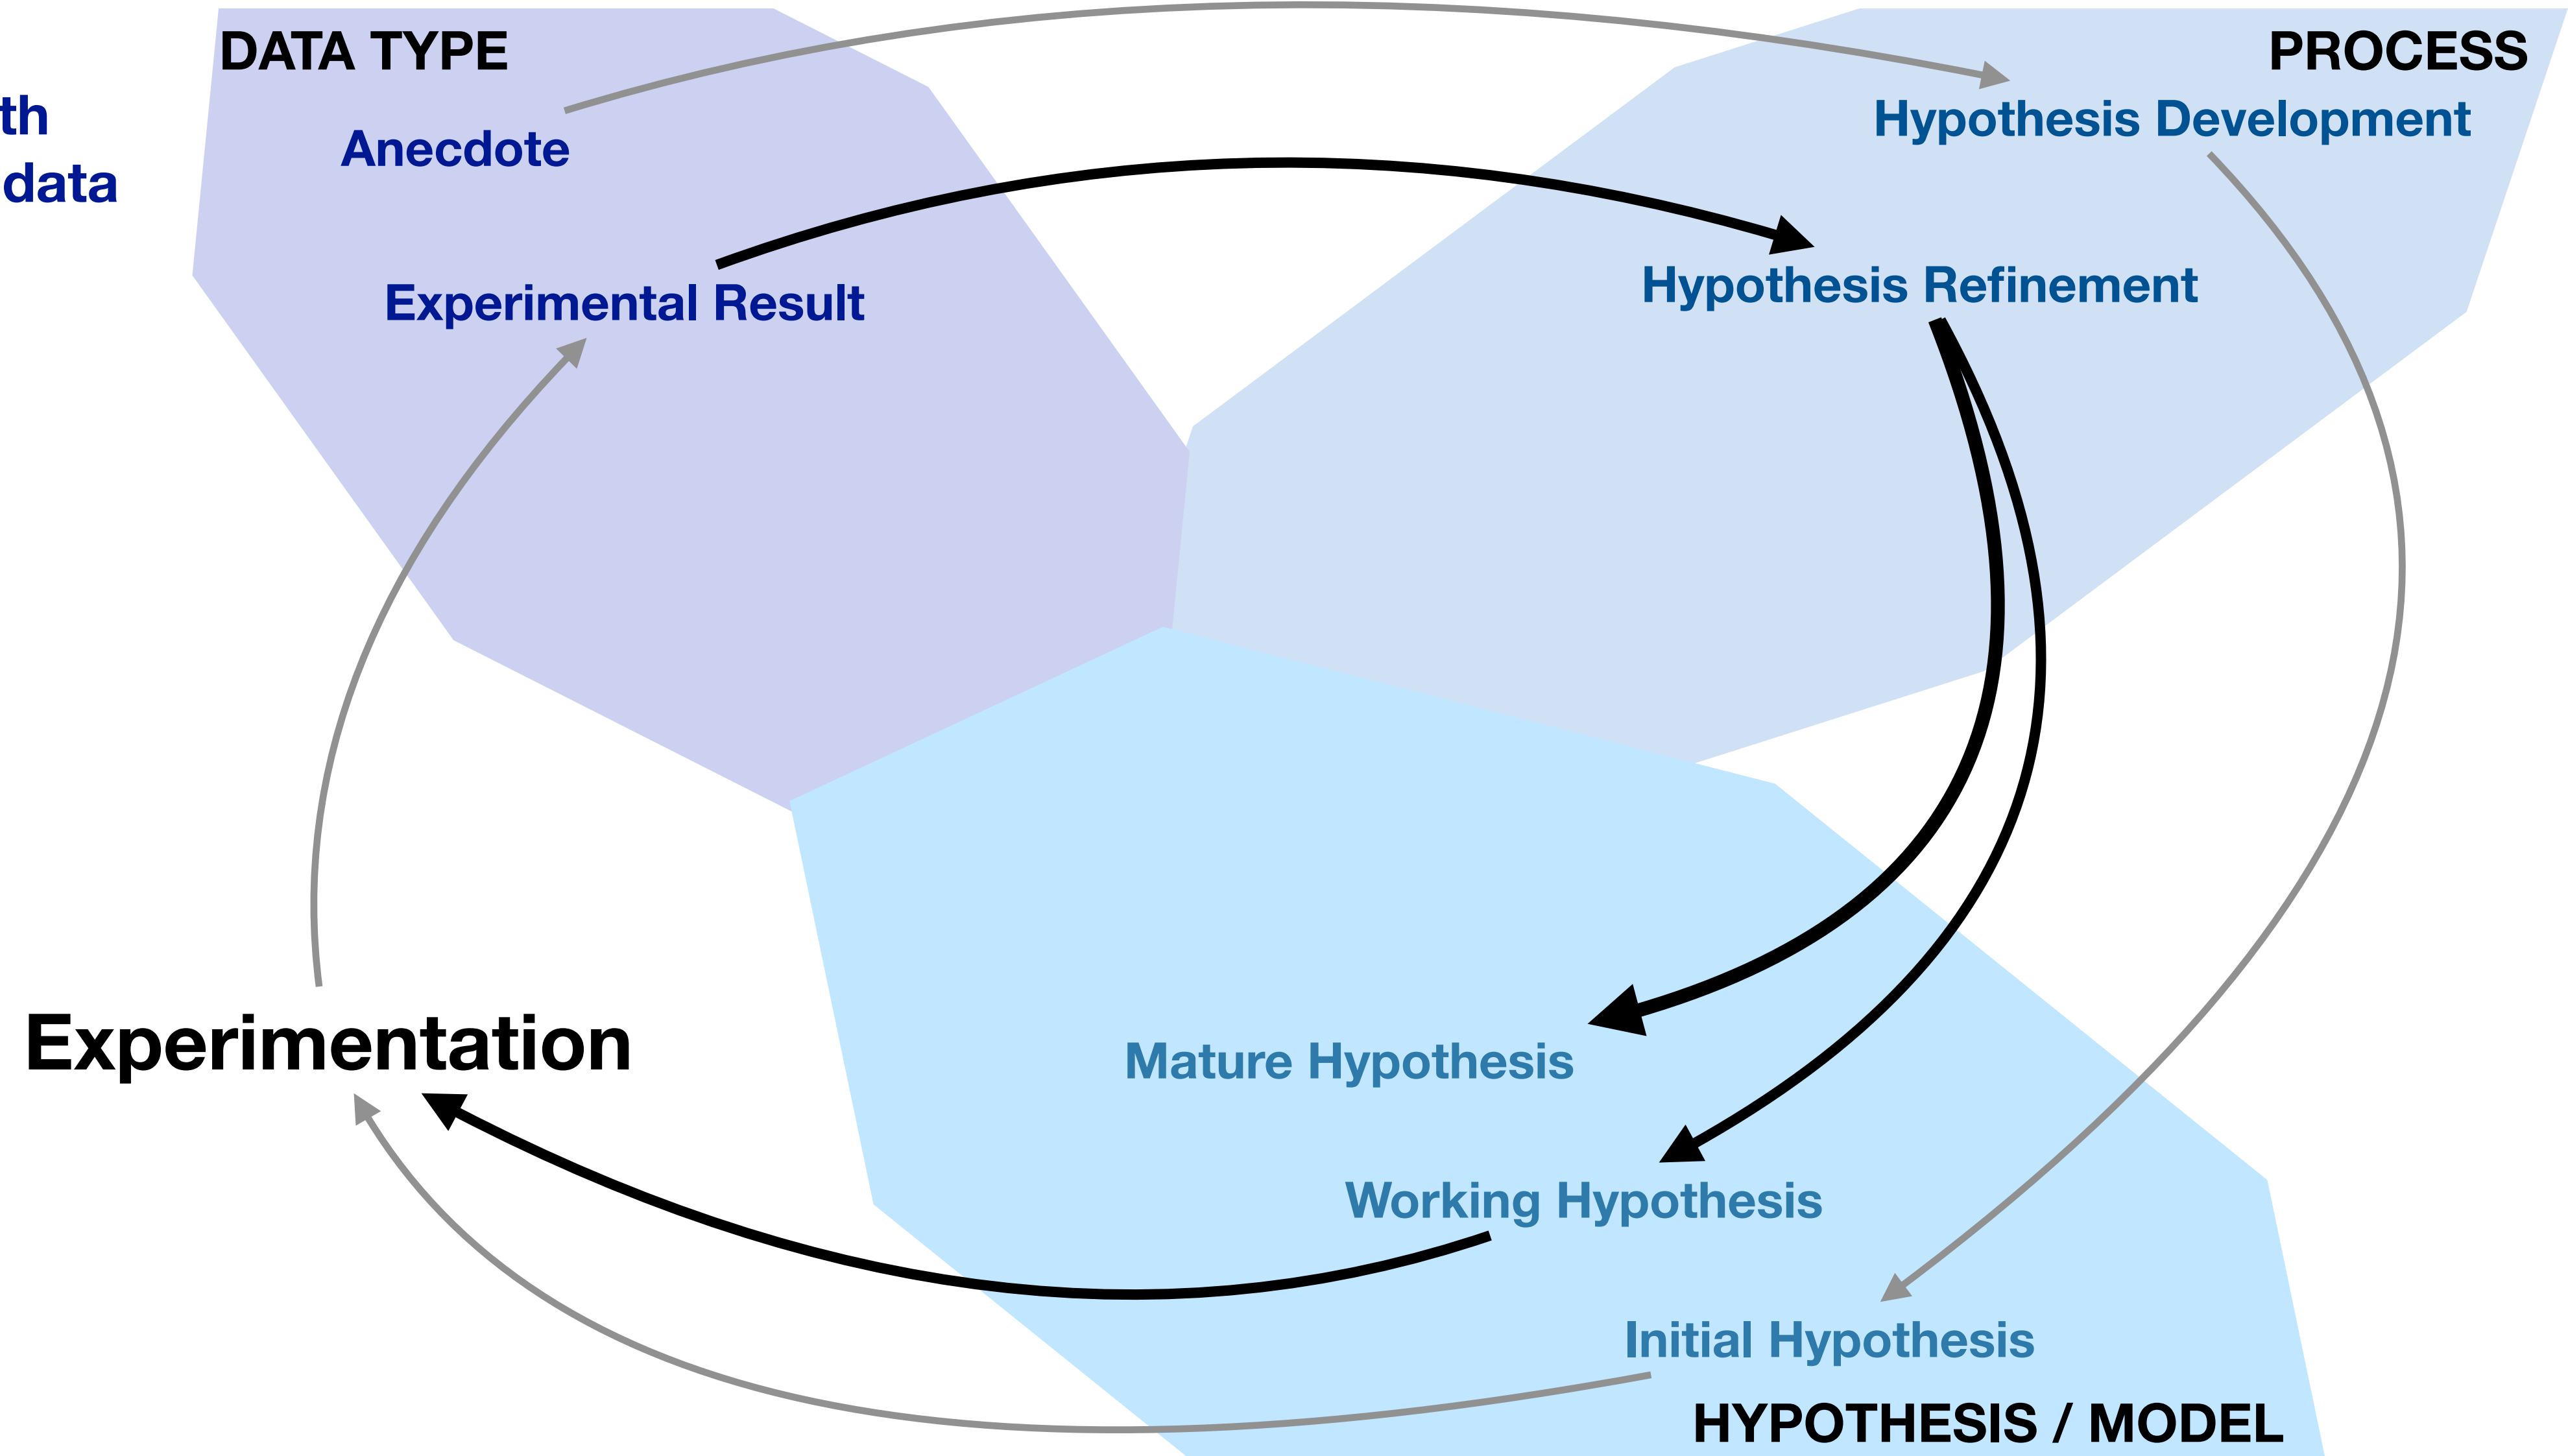 DATA TYPE
PROCESS
th
data
Anecdote
Hypothesis Development
Experimental Result
Hypothesis Refinement
Experimentation
Mature Hypothesis
Working Hypothesis
Initial Hypothesis
HYPOTHESIS / MODEL